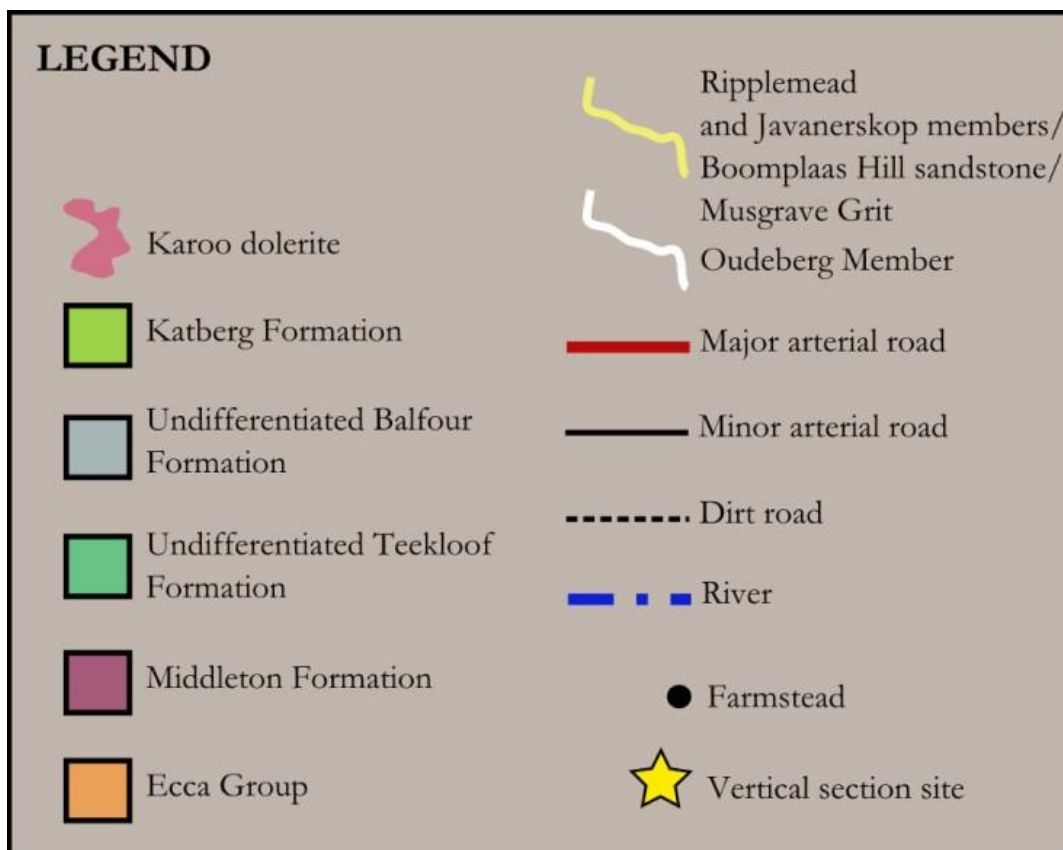 LEGEND
Karoo dolerite
Katberg Formation
Undifferentiated Balfour
Formation
Undifferentiated Teekloof
Formation
Middleton Formation
Ecca Group
Ripplemead
and Javanerskop members/
Boomplaas Hill sandstone/
Musgrave Grit
Oudeberg Member
Major arterial road
Minor arterial road
Dirt road
River
Farmstead
Vertical section site